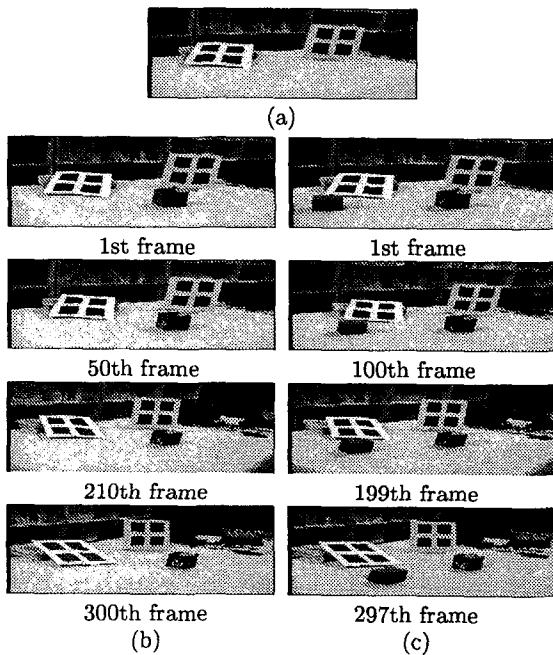 (a)
1st frame 1st frame
50th frame 100th frame
210th frame 199th frame
300th frame 297th frame
(b) (c)